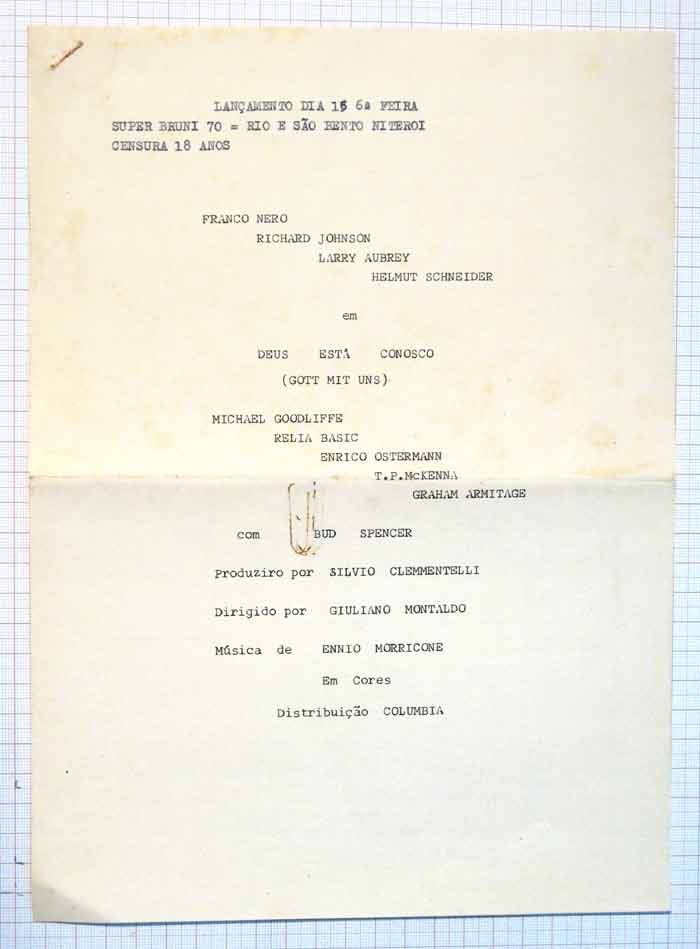 LANÇAMENTO DIA 15 6a FEIRA
SUPER BRUNI 70 = RIO E SÃO BENTO NITEROI
CENSURA 18 ANOS
FRANCO NERO
RICHARD JOHNSON
LARRY AUBREY
HELMUT SCHNEIDER
em
DEUS ESTÁ CONOSCO
(GOTT MIT UNS)
MICHAEL GOODLIFFE
RELIA BASIC
ENRICO OSTERMANN
T.P.McKENNA
GRAHAM ARMITAGE
com BUD SPENCER
Produziro por SILVIO CLEMMENTELLI
Dirigido por GIULIANO MONTALDO
Música de ENNIO MORRICONE
Em Cores
Distribuição COLUMBIA